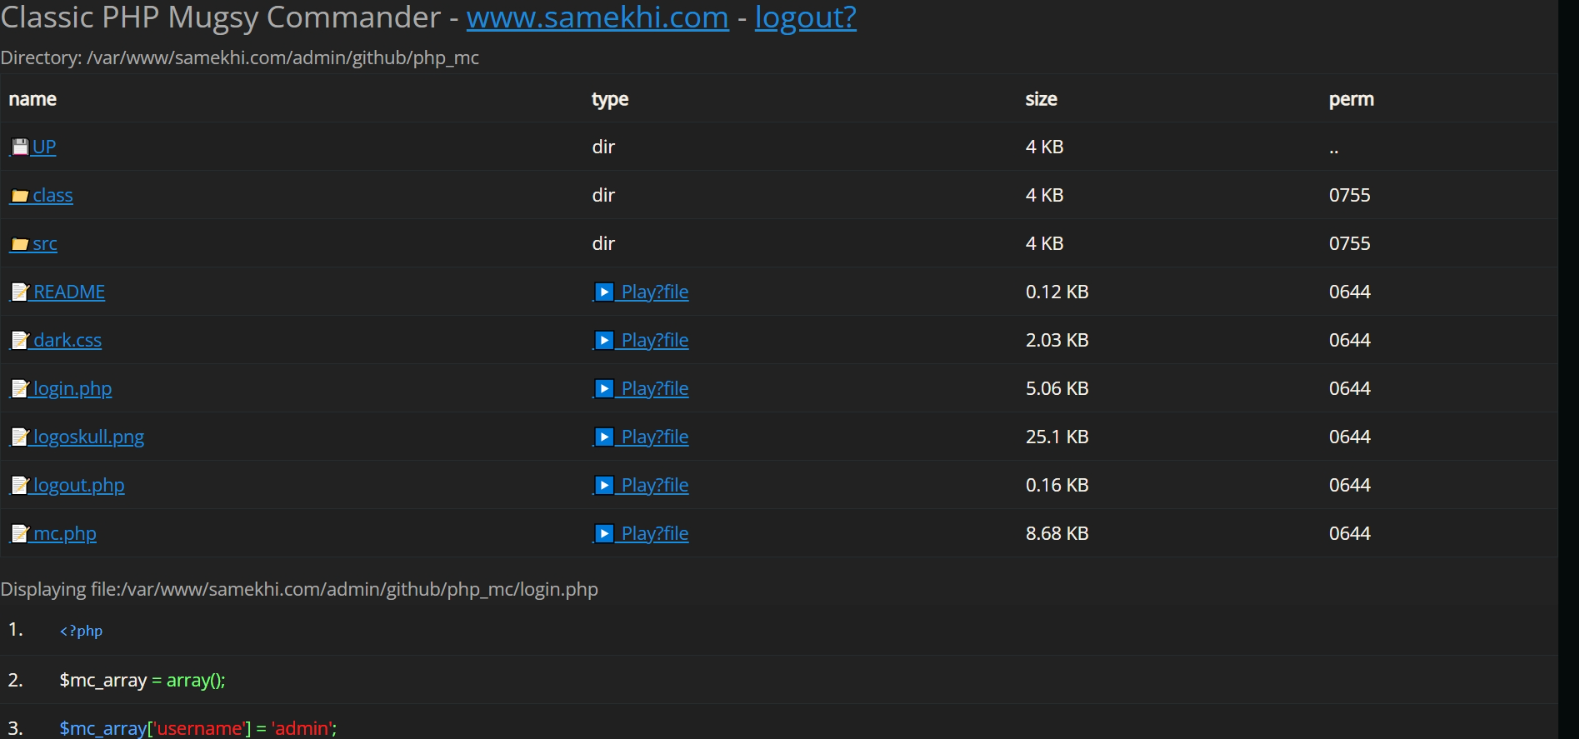 Classic PHP Mugsy Commander - www.samekhi.com - logout?
Directory: /var/www/samekhi.com/admin/github/php_mc
name type size perm
UP dir 4 KB ..
class dir 4 KB 0755
src dir 4 KB 0755
README Play?file 0.12 KB 0644
dark.css Play?file 2.03 KB 0644
login.php Play?file 5.06 KB 0644
logoskull.png Play?file 25.1 KB 0644
logout.php Play?file 0.16 KB 0644
mc.php Play?file 8.68 KB 0644
Displaying file:/var/www/samekhi.com/admin/github/php_mc/login.php
1. <?php
2. $mc_array = array();
3. $mc_array['username'] = 'admin';